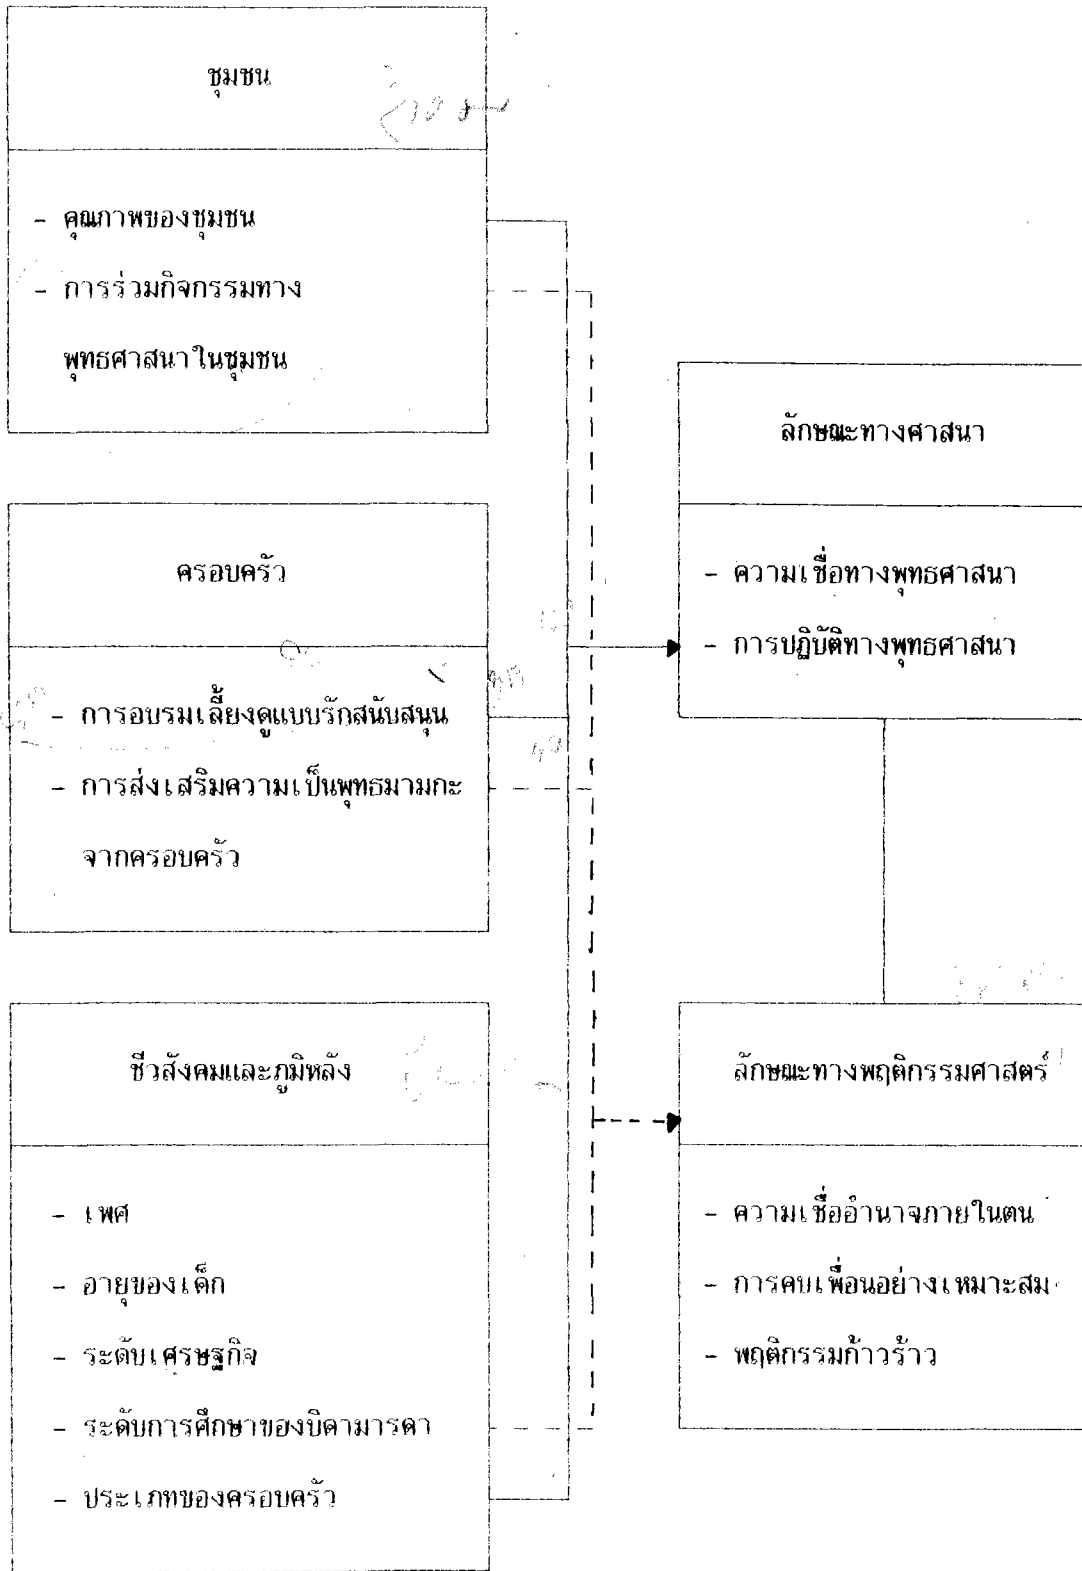 ชุมชน
- คุณภาพของชุมชน
- การร่วมกิจกรรมทาง
พุทธศาสนาในชุมชน
ครอบครัว
- การอบรมเลี้ยงดูแบบรักสนับสนุน
- การส่งเสริมความเป็นพุทธมามกะ
จากครอบครัว
ชีวสังคมและภูมิหลัง
- เพศ
- อายุของเด็ก
- ระดับเศรษฐกิจ
- ระดับการศึกษาของบิดามารดา
- ประเภทของครอบครัว
ลักษณะทางศาสนา
- ความเชื่อทางพุทธศาสนา
- การปฏิบัติทางพุทธศาสนา
ลักษณะทางพฤติกรรมศาสตร์
- ความเชื่ออำนาจภายในตน
- การคบเพื่อนอย่างเหมาะสม
- พฤติกรรมก้าวร้าว